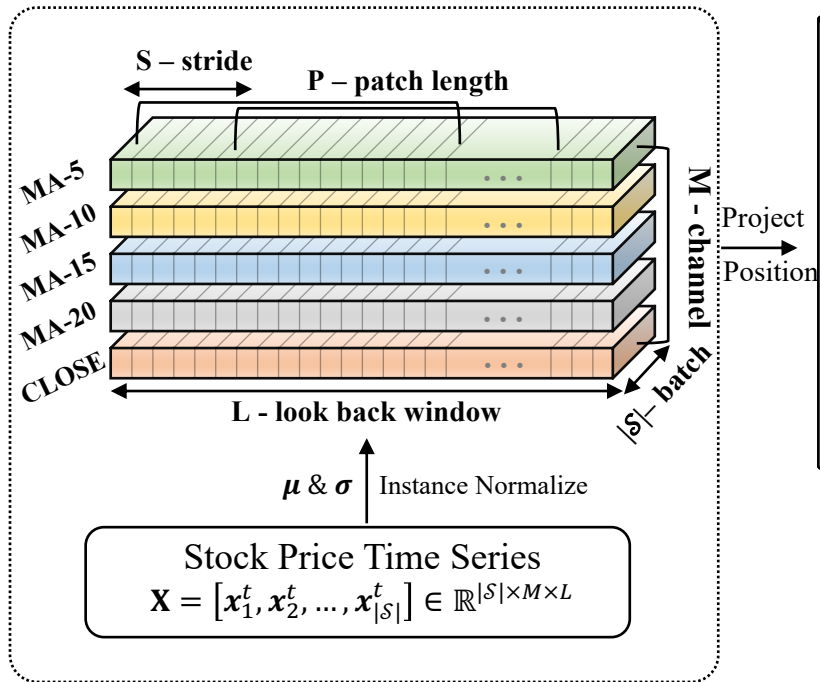 S – stride
P – patch length
MA-5
MA-10
MA-15
MA-20
CLOSE
...
...
...
...
...
M - channel
|𝒮| – batch
L - look back window
Project
Position
𝝁 & 𝝈 Instance Normalize
Stock Price Time Series
𝐗 = [𝒙₁ᵗ, 𝒙₂ᵗ, …, 𝒙ᵗ_|𝒮|] ∈ ℝ^{|𝒮|×M×L}